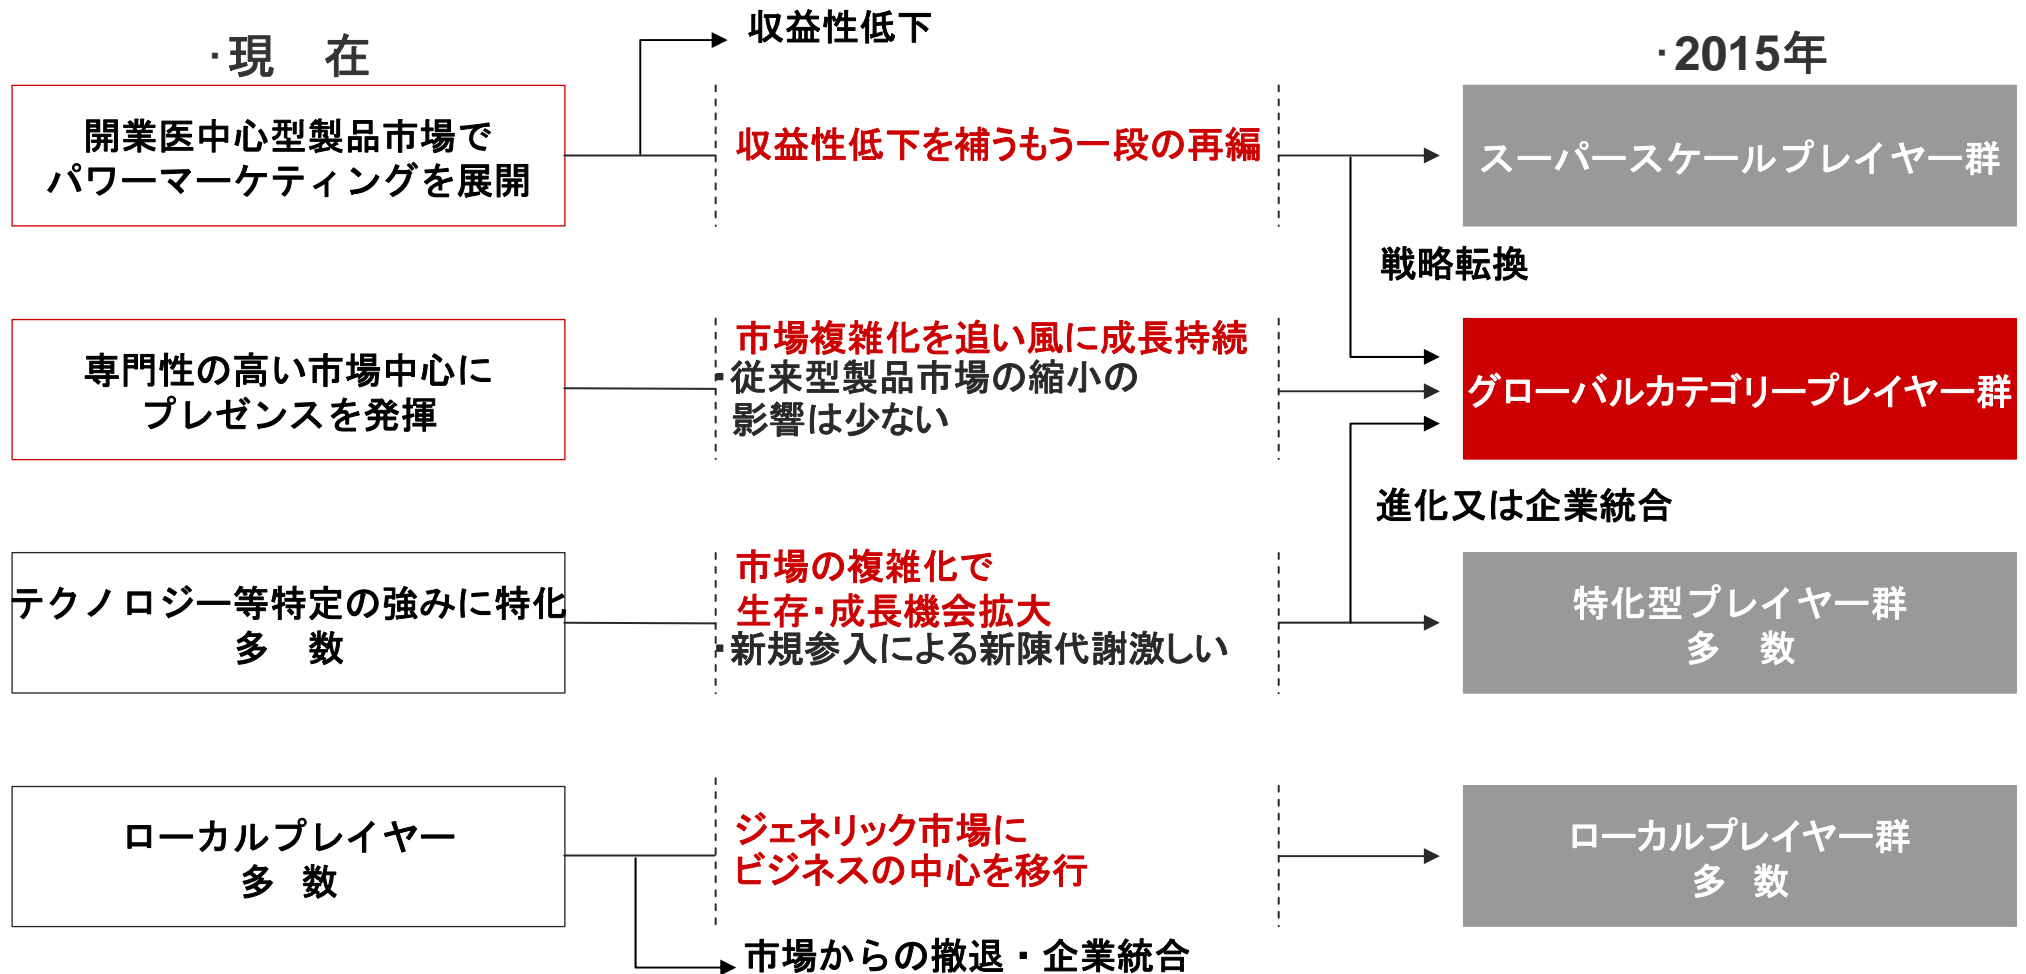 収益性低下
・現　在
・2015年
開業医中心型製品市場で
パワーマーケティングを展開
収益性低下を補うもう一段の再編
スーパースケールプレイヤー群
戦略転換
専門性の高い市場中心に
プレゼンスを発揮
市場複雑化を追い風に成長持続
・従来型製品市場の縮小の
影響は少ない
グローバルカテゴリープレイヤー群
進化又は企業統合
テクノロジー等特定の強みに特化
多　数
市場の複雑化で
生存・成長機会拡大
・新規参入による新陳代謝激しい
特化型プレイヤー群
多　数
ローカルプレイヤー
多　数
ジェネリック市場に
ビジネスの中心を移行
ローカルプレイヤー群
多　数
市場からの撤退・企業統合